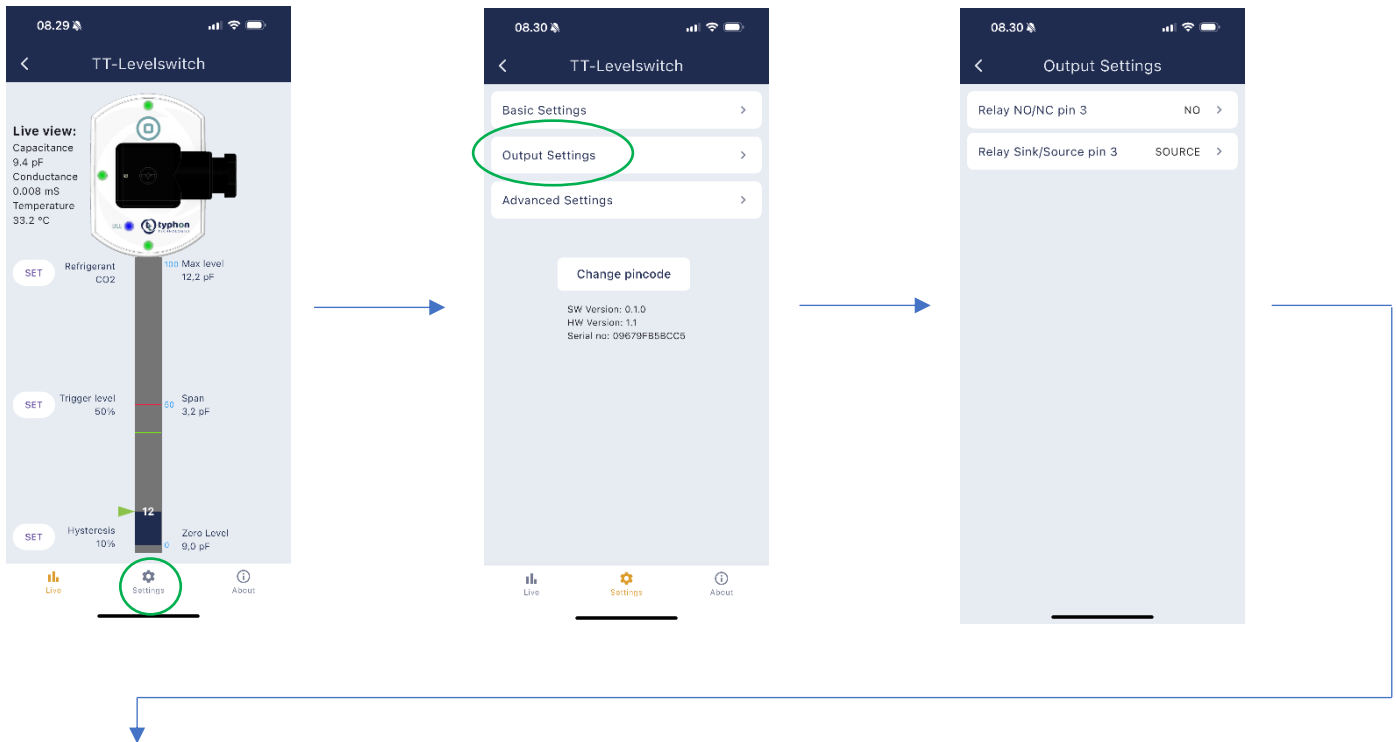 08.29
TT-Levelswitch
Live view:
Capacitance
9.4 pF
Conductance
0.008 mS
Temperature
33.2 °C
typhon
SET
Refrigerant
CO2
100 Max level
12,2 pF
SET
Trigger level
50%
50 Span
3,2 pF
12
SET
Hysteresis
10%
Zero Level
0 9,0 pF
Live
Settings
About
08.30
TT-Levelswitch
Basic Settings
Output Settings
Advanced Settings
Change pincode
SW Version: 0.1.0
HW Version: 1.1
Serial no: 09679FB5BCC5
Live
Settings
About
08.30
Output Settings
Relay NO/NC pin 3 NO
Relay Sink/Source pin 3 SOURCE